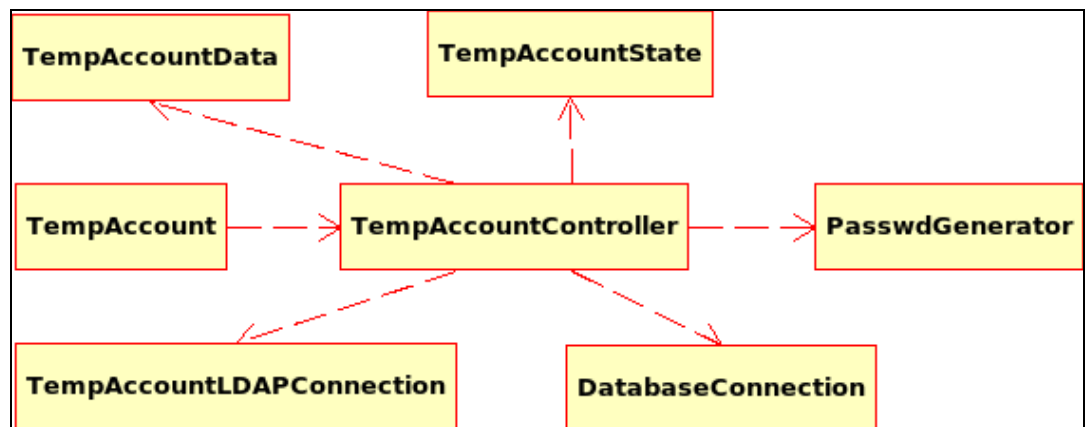 TempAccountData
TempAccountState
TempAccount
TempAccountController
PasswdGenerator
TempAccountLDAPConnection
DatabaseConnection